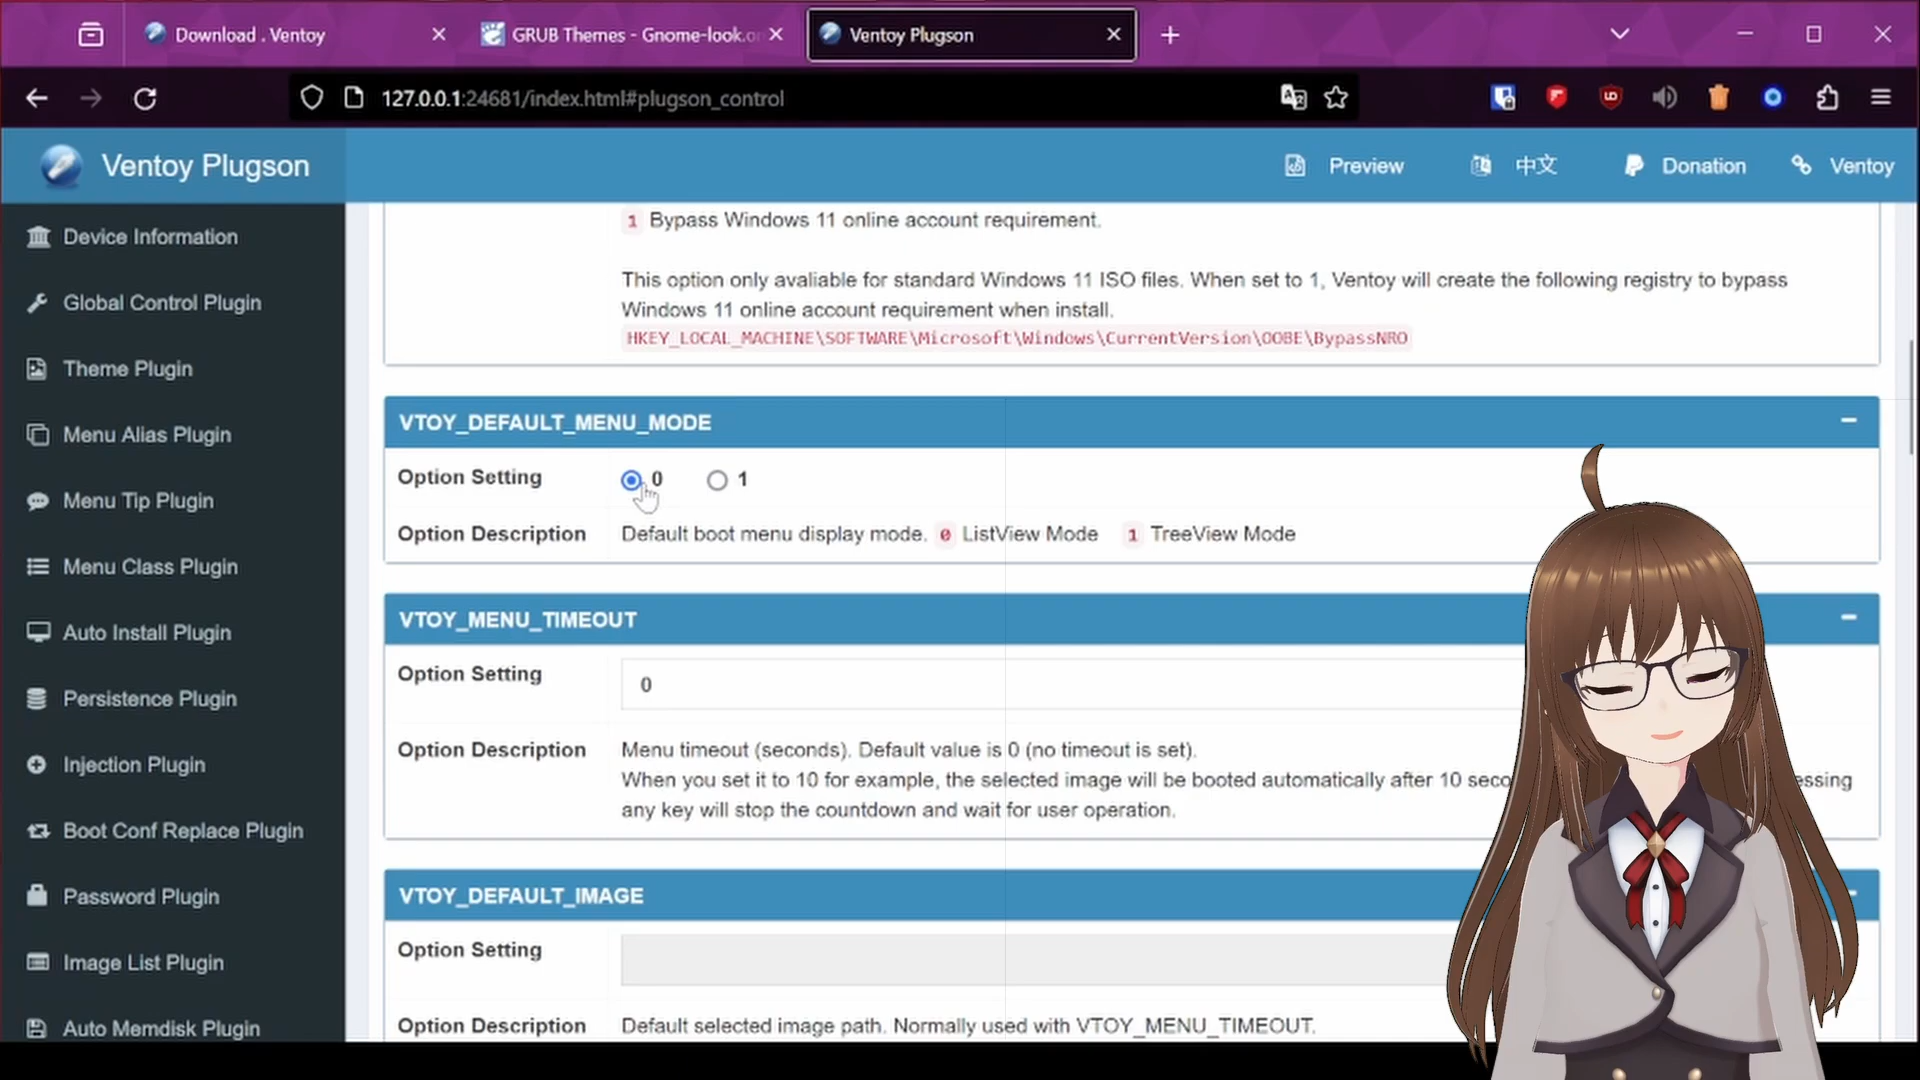 Download . Ventoy
GRUB Themes - Gnome-look.o
Ventoy Plugson
127.0.0.1:24681/index.html#plugson_control
Ventoy Plugson
Preview
中文
Donation
Ventoy
Device Information
Global Control Plugin
Theme Plugin
Menu Alias Plugin
Menu Tip Plugin
Menu Class Plugin
Auto Install Plugin
Persistence Plugin
Injection Plugin
Boot Conf Replace Plugin
Password Plugin
Image List Plugin
Auto Memdisk Plugin
1 Bypass Windows 11 online account requirement.
This option only avaliable for standard Windows 11 ISO files. When set to 1, Ventoy will create the following registry to bypass
Windows 11 online account requirement when install.
HKEY_LOCAL_MACHINE\SOFTWARE\Microsoft\Windows\CurrentVersion\OOBE\BypassNRO
VTOY_DEFAULT_MENU_MODE
Option Setting 0 1
Option Description Default boot menu display mode. 0 ListView Mode 1 TreeView Mode
VTOY_MENU_TIMEOUT
Option Setting 0
Option Description Menu timeout (seconds). Default value is 0 (no timeout is set).
When you set it to 10 for example, the selected image will be booted automatically after 10 seco essing
any key will stop the countdown and wait for user operation.
VTOY_DEFAULT_IMAGE
Option Setting
Option Description Default selected image path. Normally used with VTOY_MENU_TIMEOUT.